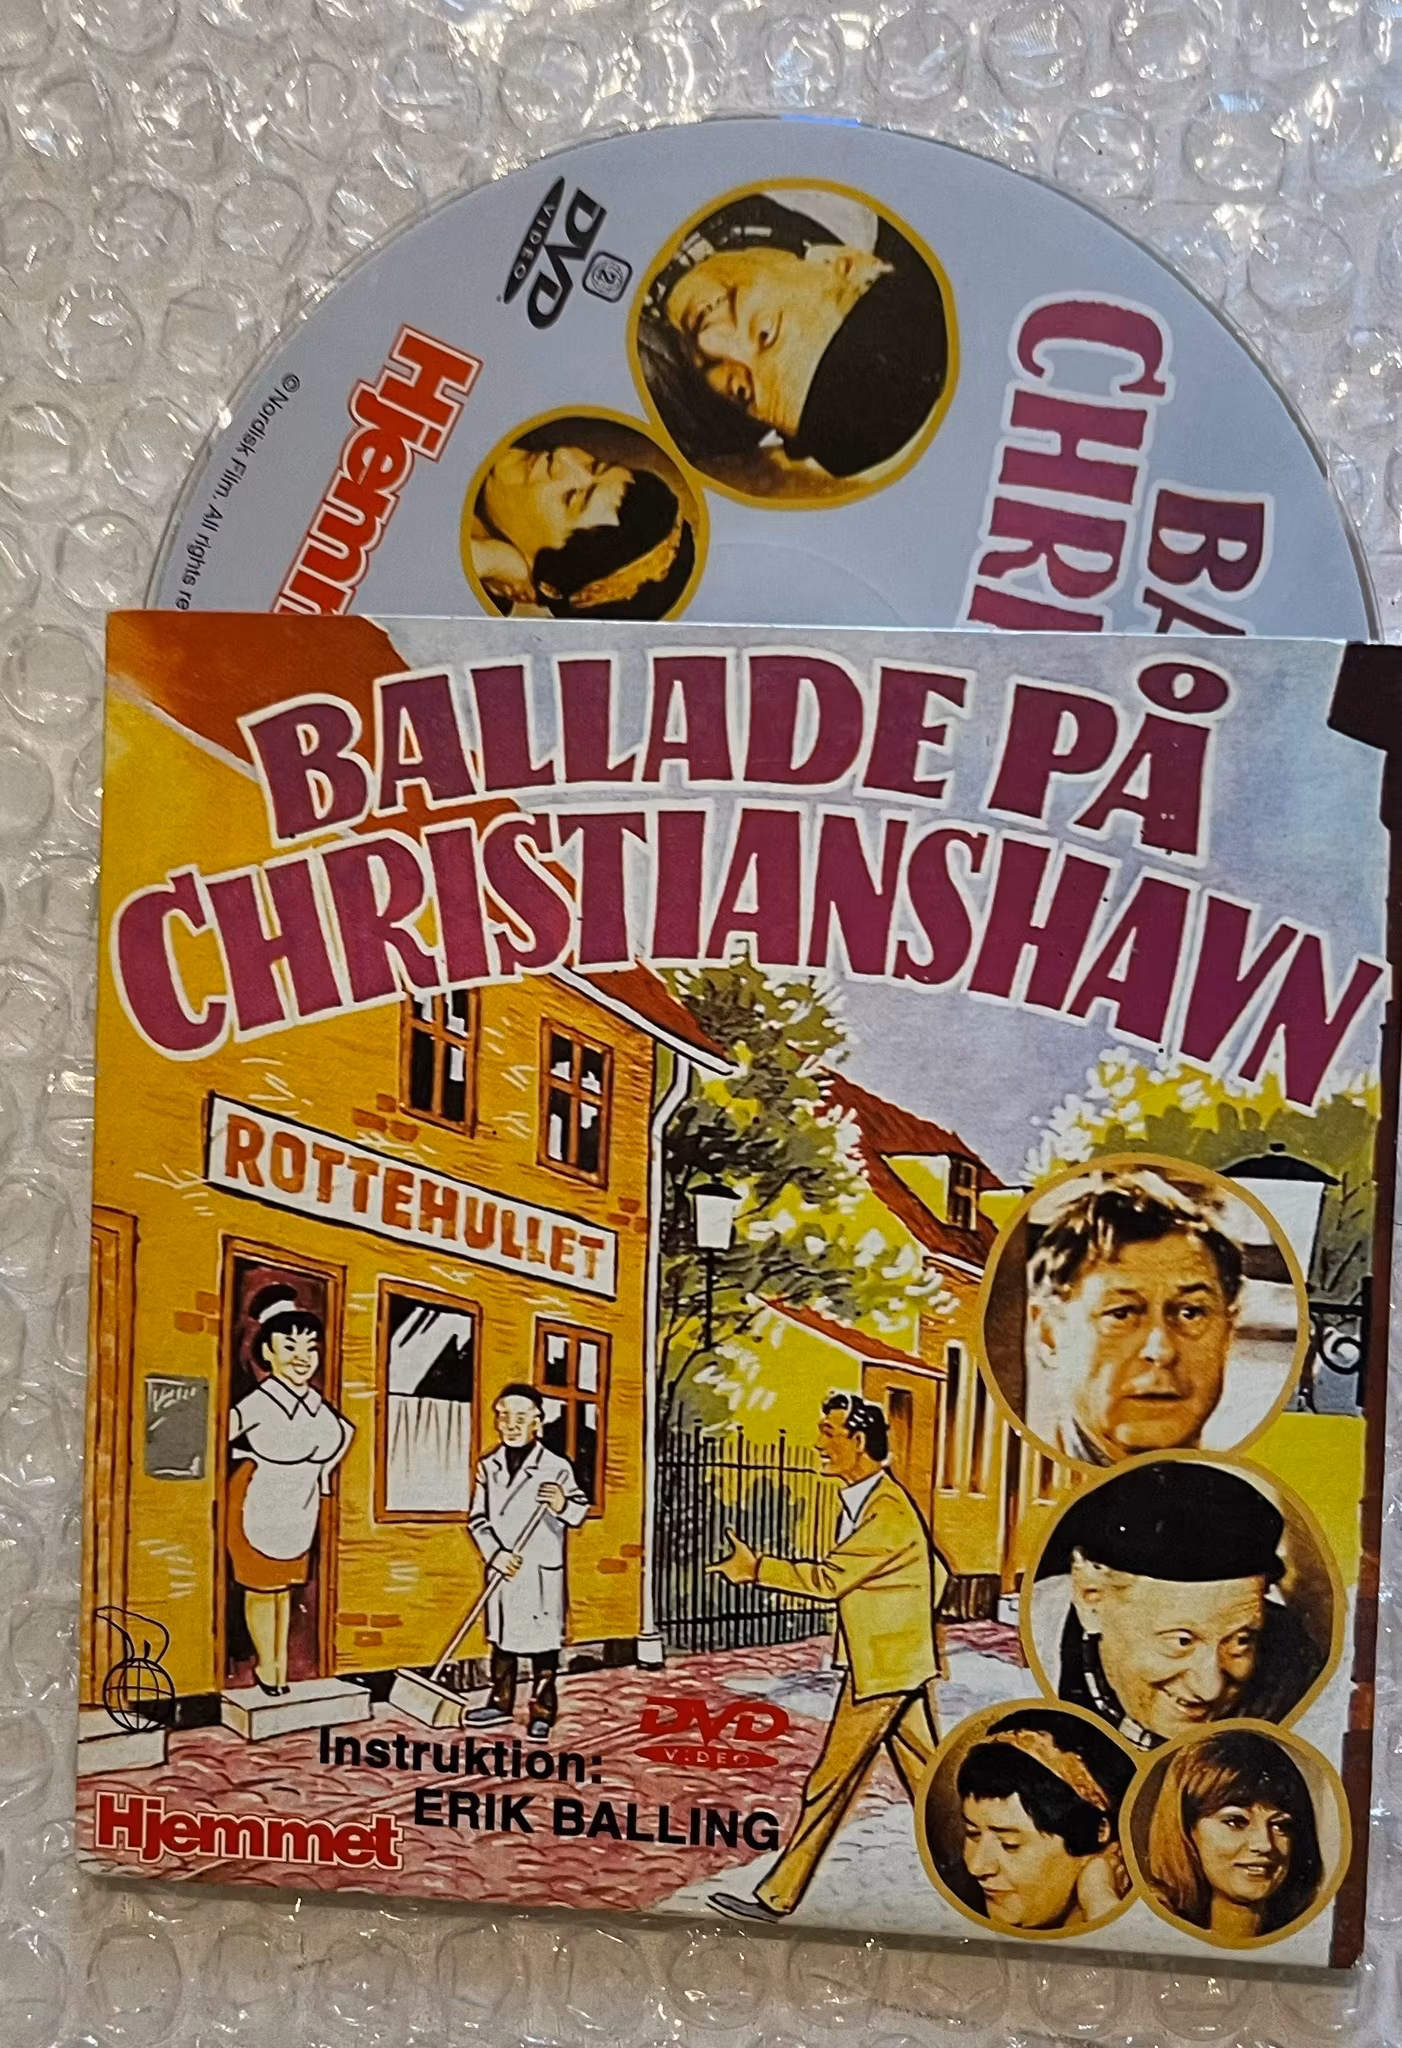 DVD
VIDEO
2
Hjemm
©Nordisk Film. All rights re
BA
CHRI
BALLADE PÅ
CHRISTIANSHAVN
ROTTEHULLET
Instruktion:
ERIK BALLING
DVD
VIDEO
Hjemmet